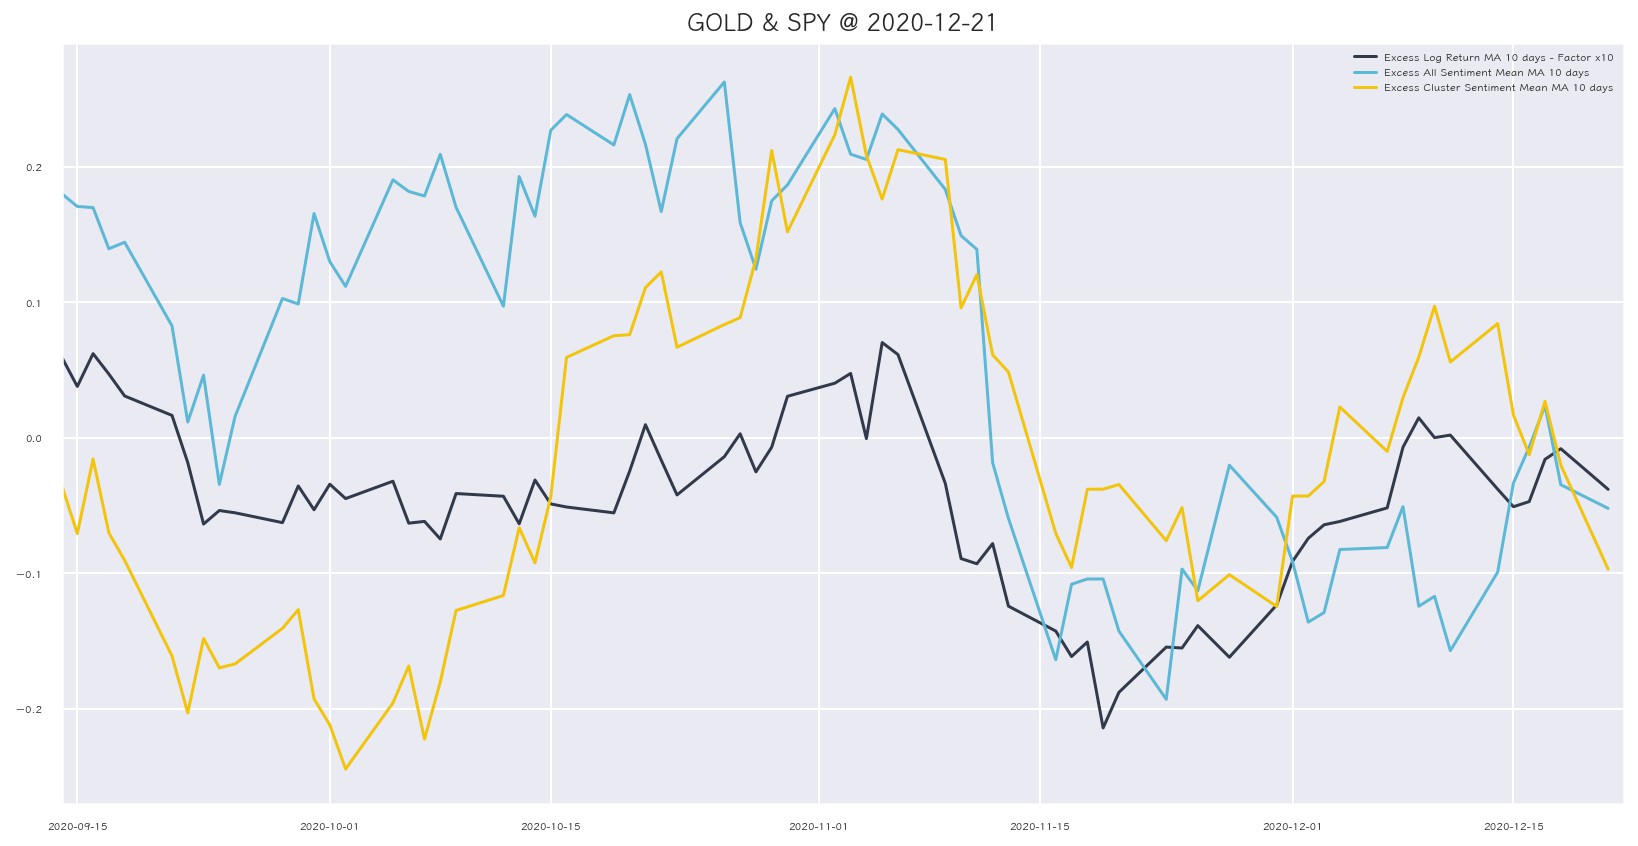 GOLD & SPY @ 2020-12-21
Excess Log Return MA 10 days - Factor x10
Excess All Sentiment Mean MA 10 days
Excess Cluster Sentiment Mean MA 10 days
0.2
0.1
0.0
−0.1
−0.2
2020-09-15 2020-10-01 2020-10-15 2020-11-01 2020-11-15 2020-12-01 2020-12-15